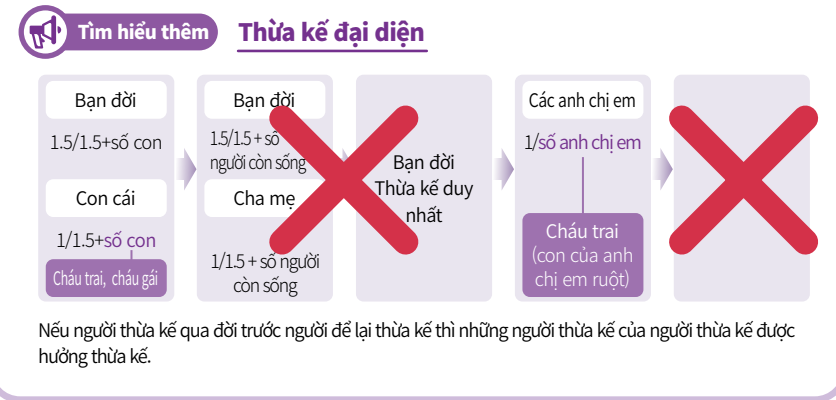 Tìm hiểu thêm
Thừa kế đại diện
Bạn đời
1.5/1.5+số con
Con cái
1/1.5+số con
Cháu trai, cháu gái
Bạn đời
1.5/1.5 + số
người còn sống
Cha mẹ
1/1.5 + số người
còn sống
Bạn đời
Thừa kế duy
nhất
Các anh chị em
1/số anh chị em
Cháu trai
(con của anh
chị em ruột)
Nếu người thừa kế qua đời trước người để lại thừa kế thì những người thừa kế của người thừa kế được
hưởng thừa kế.